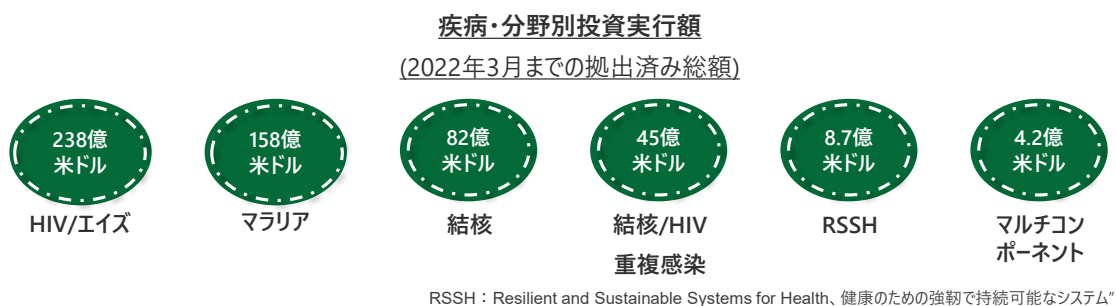 疾病・分野別投資実行額
(2022年3月までの拠出済み総額)
238億
米ドル
HIV/エイズ
158億
米ドル
マラリア
82億
米ドル
結核
45億
米ドル
結核/HIV
重複感染
8.7億
米ドル
RSSH
4.2億
米ドル
マルチコン
ポーネント
RSSH：Resilient and Sustainable Systems for Health、健康のための強靭で持続可能なシステム”